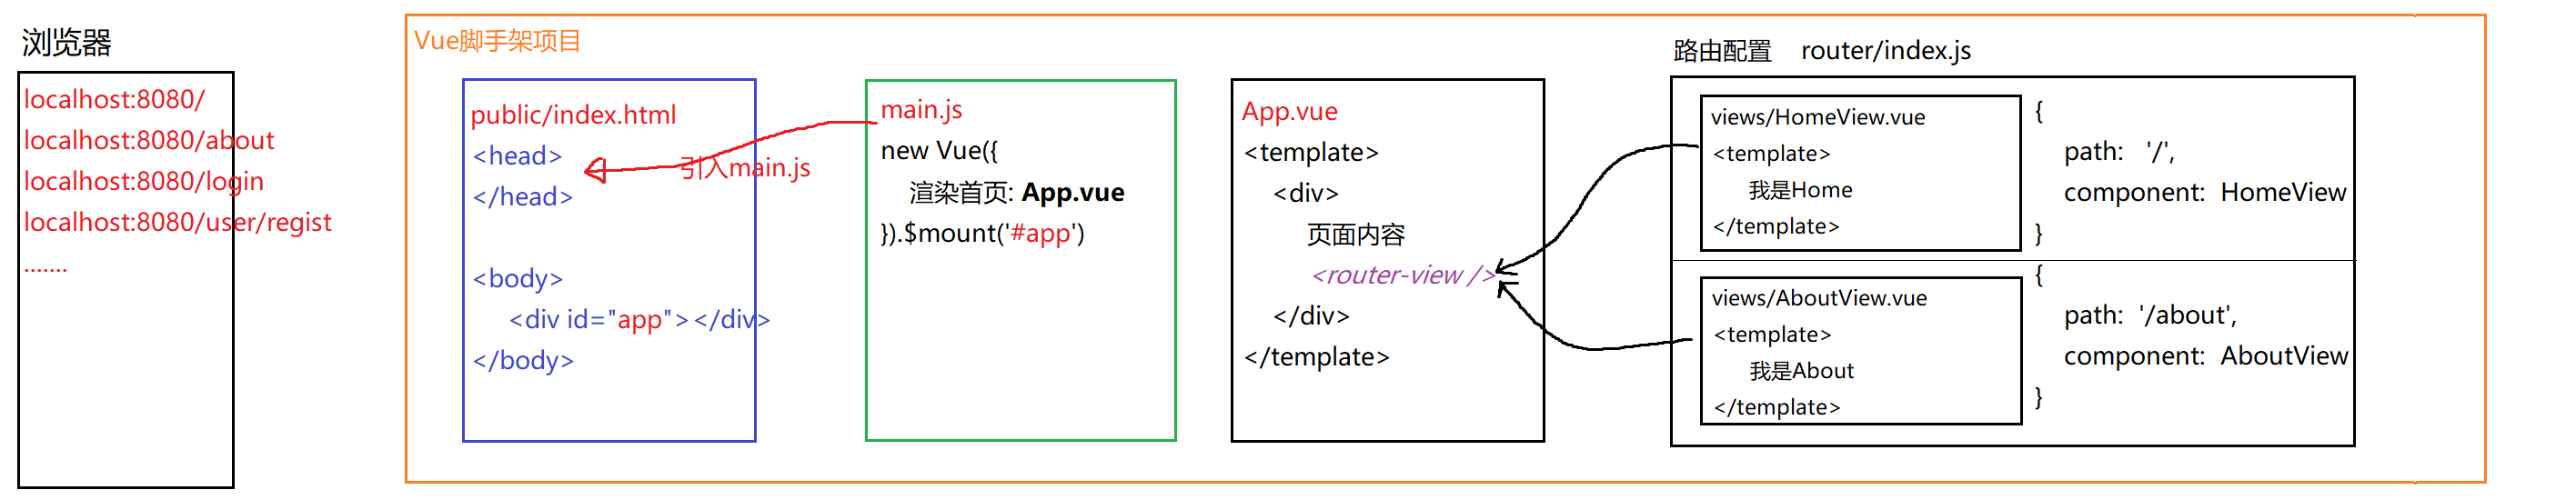 浏览器
localhost:8080/
localhost:8080/about
localhost:8080/login
localhost:8080/user/regist
.......
Vue脚手架项目
public/index.html
<head>
</head>
<body>
<div id="app"></div>
</body>
引入main.js
main.js
new Vue({
渲染首页: App.vue
}).$mount('#app')
App.vue
<template>
<div>
页面内容
<router-view />
</div>
</template>
路由配置 router/index.js
views/HomeView.vue
<template>
我是Home
</template>
{
path: '/',
component: HomeView
}
views/AboutView.vue
<template>
我是About
</template>
{
path: '/about',
component: AboutView
}